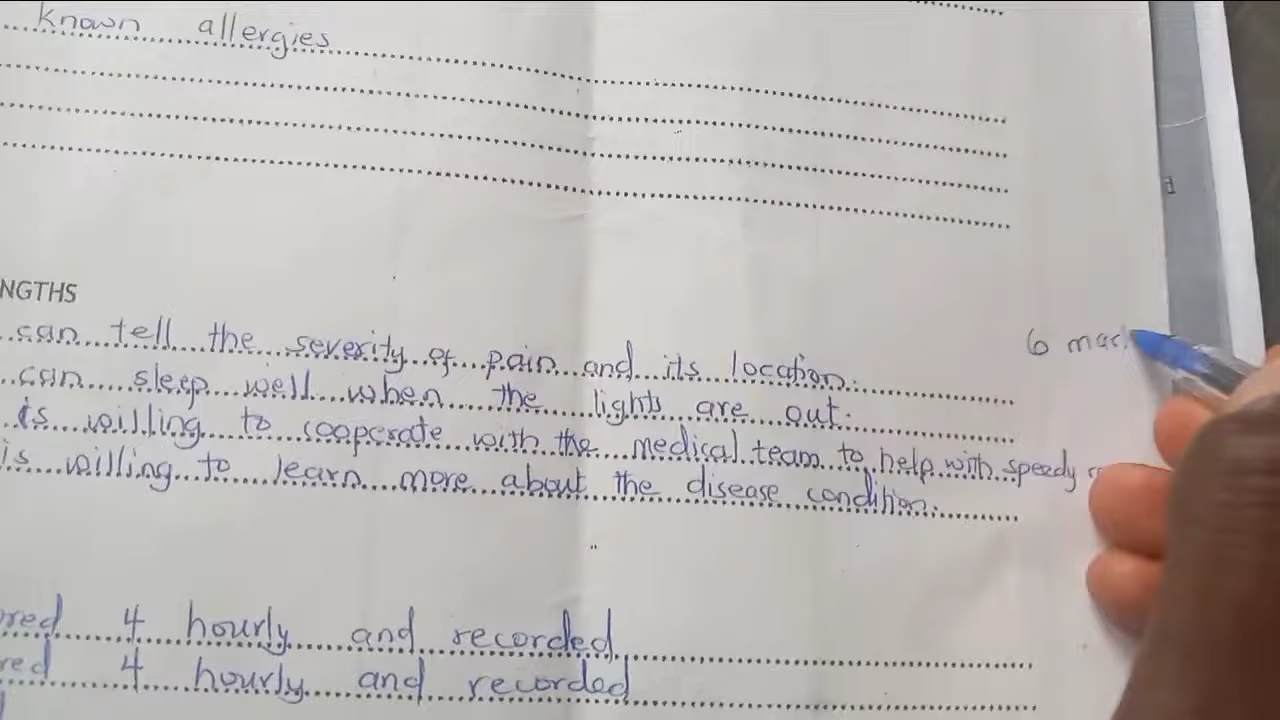 known allergies
NGTHS
can tell the severity of pain and its location.
6 mar
can sleep well when the lights are out.
is willing to cooperate with the medical team to help with speedy
is willing to learn more about the disease condition.
red 4 hourly and recorded
red 4 hourly and recorded